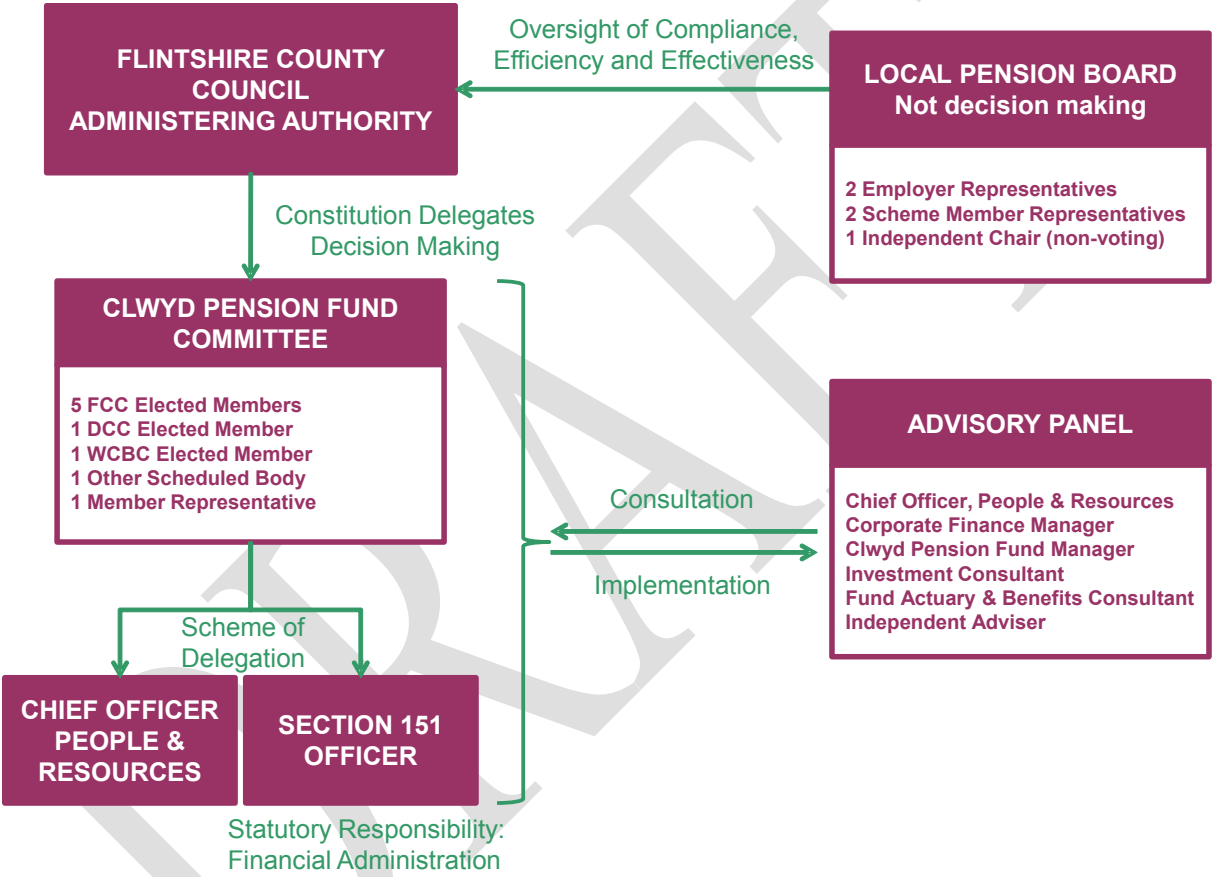 FLINTSHIRE COUNTY
COUNCIL
ADMINISTERING AUTHORITY
Oversight of Compliance,
Efficiency and Effectiveness
LOCAL PENSION BOARD
Not decision making
2 Employer Representatives
2 Scheme Member Representatives
1 Independent Chair (non-voting)
Constitution Delegates
Decision Making
CLWYD PENSION FUND
COMMITTEE
5 FCC Elected Members
1 DCC Elected Member
1 WCBC Elected Member
1 Other Scheduled Body
1 Member Representative
Consultation
Implementation
ADVISORY PANEL
Chief Officer, People & Resources
Corporate Finance Manager
Clwyd Pension Fund Manager
Investment Consultant
Fund Actuary & Benefits Consultant
Independent Adviser
Scheme of
Delegation
CHIEF OFFICER
PEOPLE &
RESOURCES
SECTION 151
OFFICER
Statutory Responsibility:
Financial Administration
DRAFT